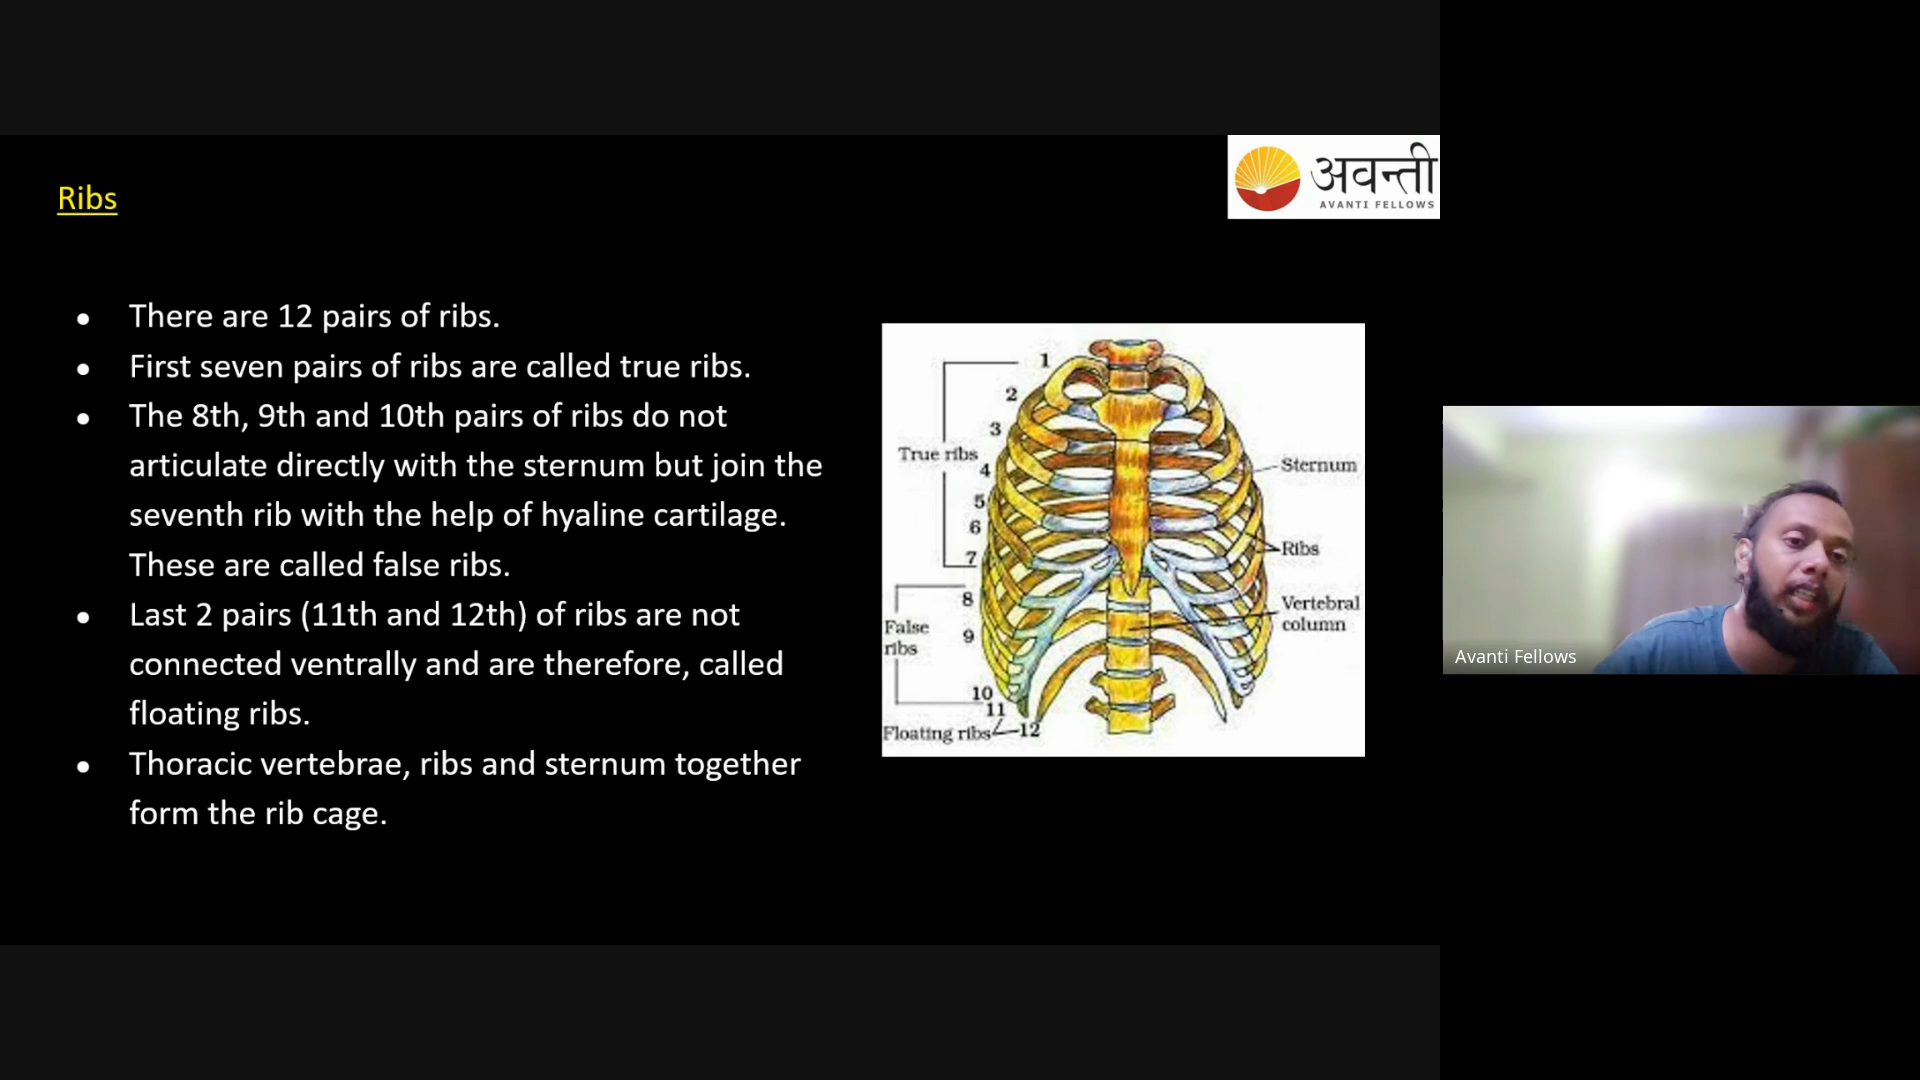 Ribs
अवन्ती
AVANTI FELLOWS
● There are 12 pairs of ribs.
● First seven pairs of ribs are called true ribs.
● The 8th, 9th and 10th pairs of ribs do not
articulate directly with the sternum but join the
seventh rib with the help of hyaline cartilage.
These are called false ribs.
● Last 2 pairs (11th and 12th) of ribs are not
connected ventrally and are therefore, called
floating ribs.
● Thoracic vertebrae, ribs and sternum together
form the rib cage.
1
2
3
True ribs
4
5
6
7
8
False
ribs
9
10
11
Floating ribs
12
Sternum
Ribs
Vertebral
column
Avanti Fellows